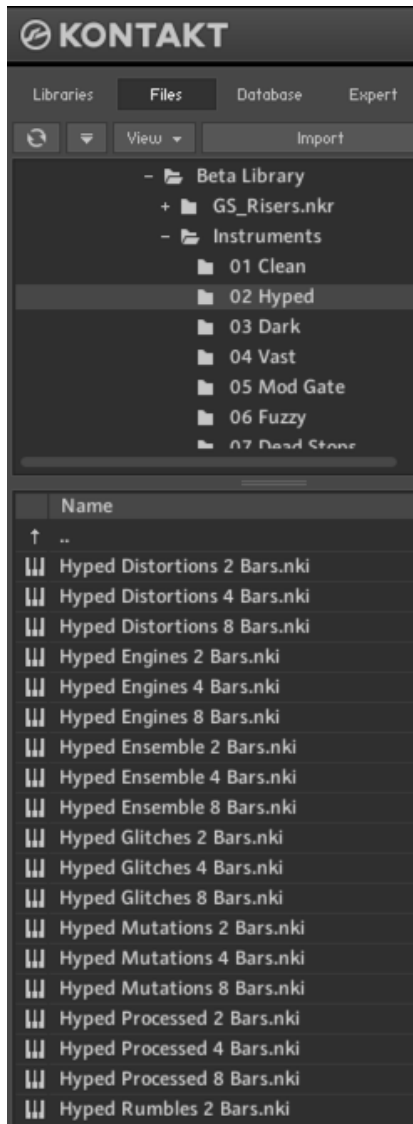 KONTAKT
Libraries Files Database Expert
View Import
Beta Library
GS_Risers.nkr
Instruments
01 Clean
02 Hyped
03 Dark
04 Vast
05 Mod Gate
06 Fuzzy
07 Dead Stops
Name
..
Hyped Distortions 2 Bars.nki
Hyped Distortions 4 Bars.nki
Hyped Distortions 8 Bars.nki
Hyped Engines 2 Bars.nki
Hyped Engines 4 Bars.nki
Hyped Engines 8 Bars.nki
Hyped Ensemble 2 Bars.nki
Hyped Ensemble 4 Bars.nki
Hyped Ensemble 8 Bars.nki
Hyped Glitches 2 Bars.nki
Hyped Glitches 4 Bars.nki
Hyped Glitches 8 Bars.nki
Hyped Mutations 2 Bars.nki
Hyped Mutations 4 Bars.nki
Hyped Mutations 8 Bars.nki
Hyped Processed 2 Bars.nki
Hyped Processed 4 Bars.nki
Hyped Processed 8 Bars.nki
Hyped Rumbles 2 Bars.nki